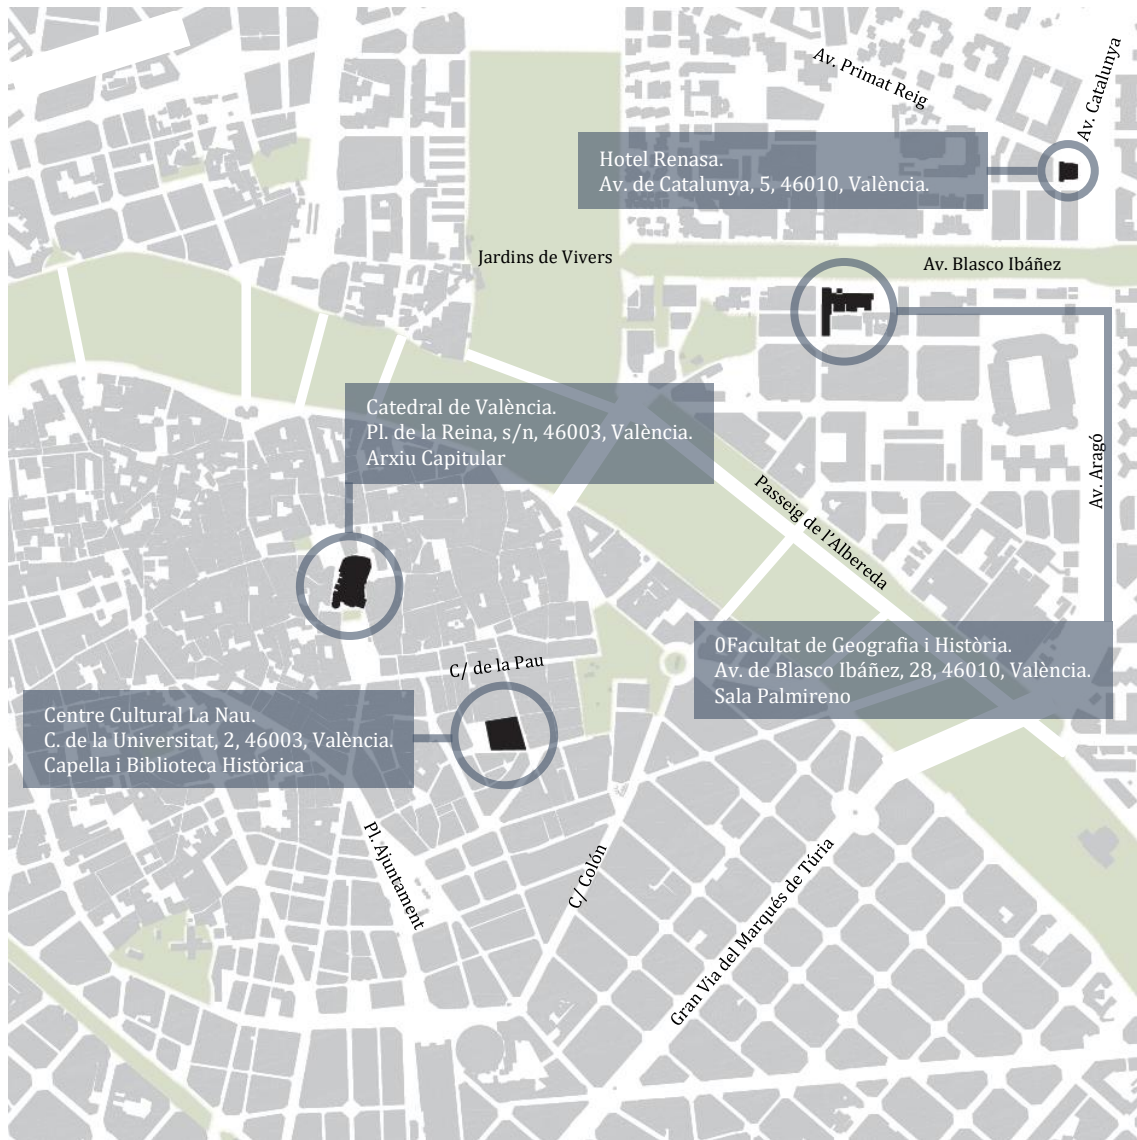 Av. Primat Reig
Av. Catalunya
Hotel Renasa.
Av. de Catalunya, 5, 46010, València.
Jardins de Vivers
Av. Blasco Ibáñez
Catedral de València.
Pl. de la Reina, s/n, 46003, València.
Arxiu Capitular
Av. Aragó
Passeig de l'Albereda
0Facultat de Geografia i Història.
Av. de Blasco Ibáñez, 28, 46010, València.
Sala Palmireno
C/ de la Pau
Centre Cultural La Nau.
C. de la Universitat, 2, 46003, València.
Capella i Biblioteca Històrica
Pl. Ajuntament
C/ Colón
Gran Via del Marqués de Túria